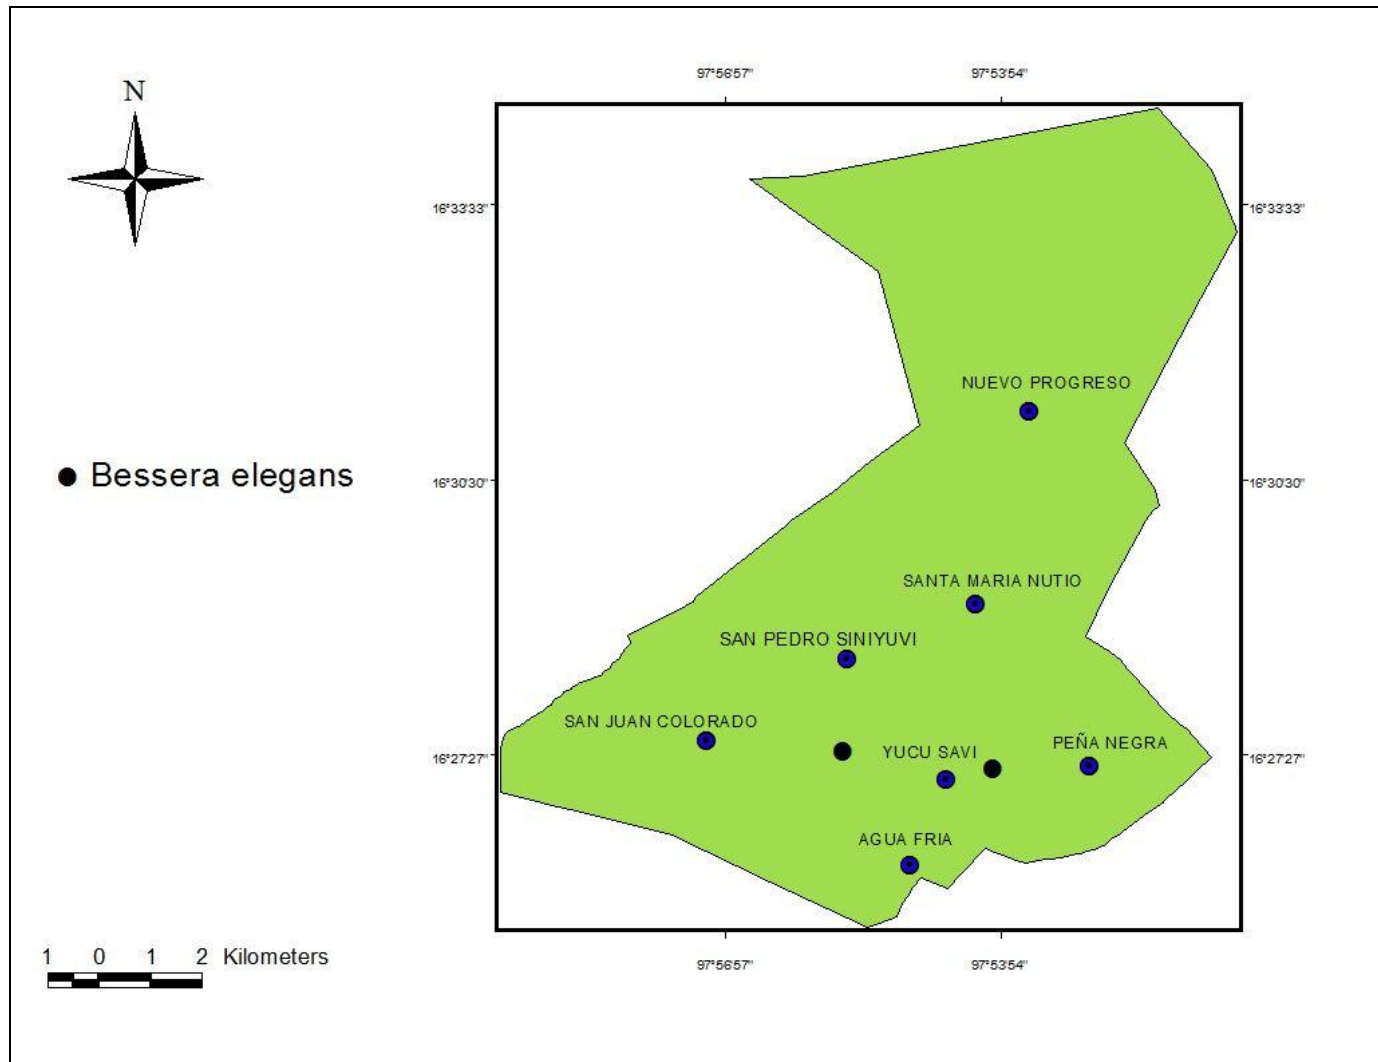 97°56'57" 97°53'54"
N
16°33'33" 16°33'33"
NUEVO PROGRESO
Bessera elegans
16°30'30" 16°30'30"
SANTA MARIA NUTIO
SAN PEDRO SINIYUVI
SAN JUAN COLORADO
YUCU SAVI
PEÑA NEGRA
16°27'27" 16°27'27"
AGUA FRIA
1 0 1 2 Kilometers
97°56'57" 97°53'54"